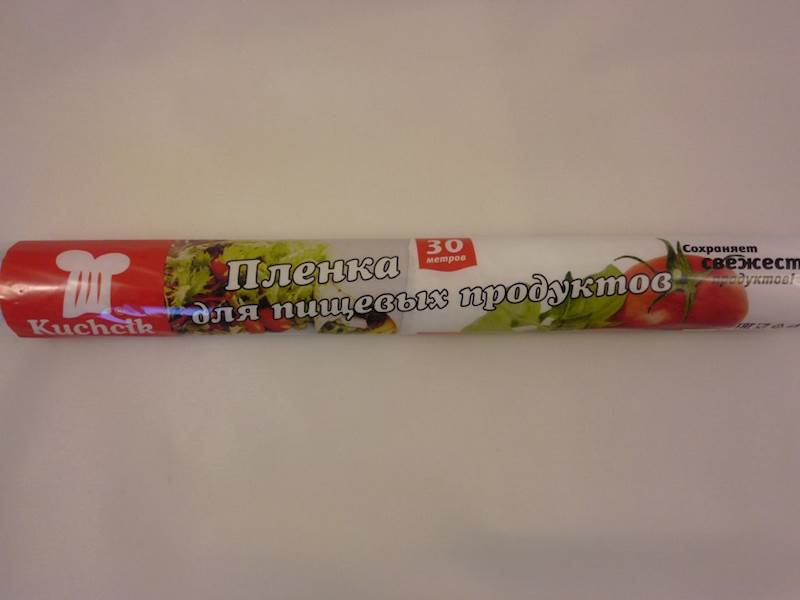 Kuchcik
®
Пленка
для пищевых продуктов
30
метров
Сохраняет
свежест
продуктов!